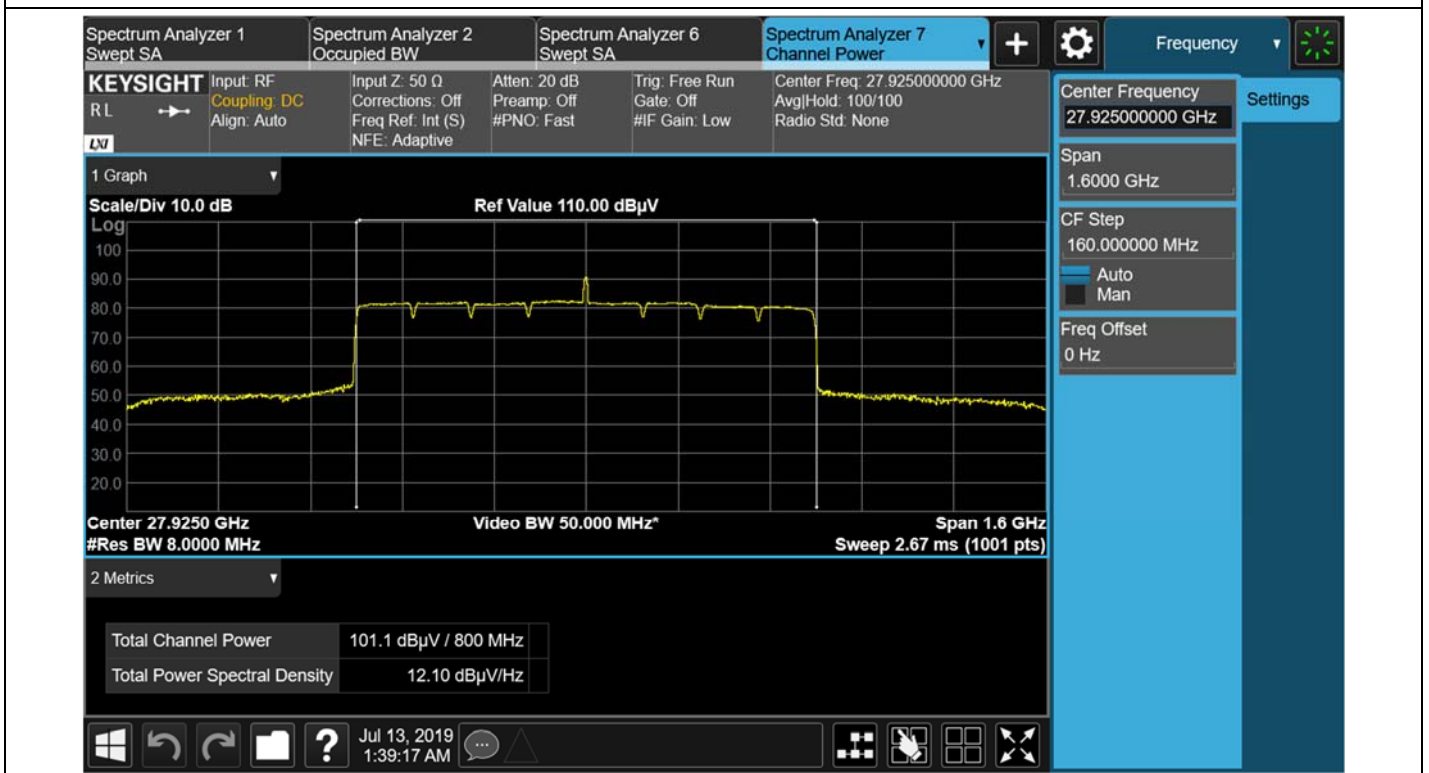 Spectrum Analyzer 1
Swept SA
Spectrum Analyzer 2
Occupied BW
Spectrum Analyzer 6
Swept SA
Spectrum Analyzer 7
Channel Power
Frequency
KEYSIGHT
R L
LXI
Input: RF
Coupling: DC
Align: Auto
Input Z: 50 Ω
Corrections: Off
Freq Ref: Int (S)
NFE: Adaptive
Atten: 20 dB
Preamp: Off
#PNO: Fast
Trig: Free Run
Gate: Off
#IF Gain: Low
Center Freq: 27.925000000 GHz
Avg|Hold: 100/100
Radio Std: None
Center Frequency
27.925000000 GHz
Settings
Span
1.6000 GHz
CF Step
160.000000 MHz
Auto
Man
Freq Offset
0 Hz
1 Graph
Scale/Div 10.0 dB
Ref Value 110.00 dBµV
Log
100
90.0
80.0
70.0
60.0
50.0
40.0
30.0
20.0
Center 27.9250 GHz
Video BW 50.000 MHz*
Span 1.6 GHz
#Res BW 8.0000 MHz
Sweep 2.67 ms (1001 pts)
2 Metrics
Total Channel Power 101.1 dBµV / 800 MHz
Total Power Spectral Density 12.10 dBµV/Hz
?
Jul 13, 2019
1:39:17 AM